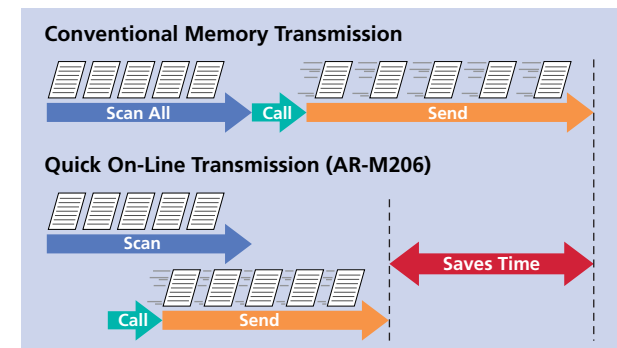 Conventional Memory Transmission
Scan All
Call
Send
Quick On-Line Transmission (AR-M206)
Scan
Saves Time
Call
Send